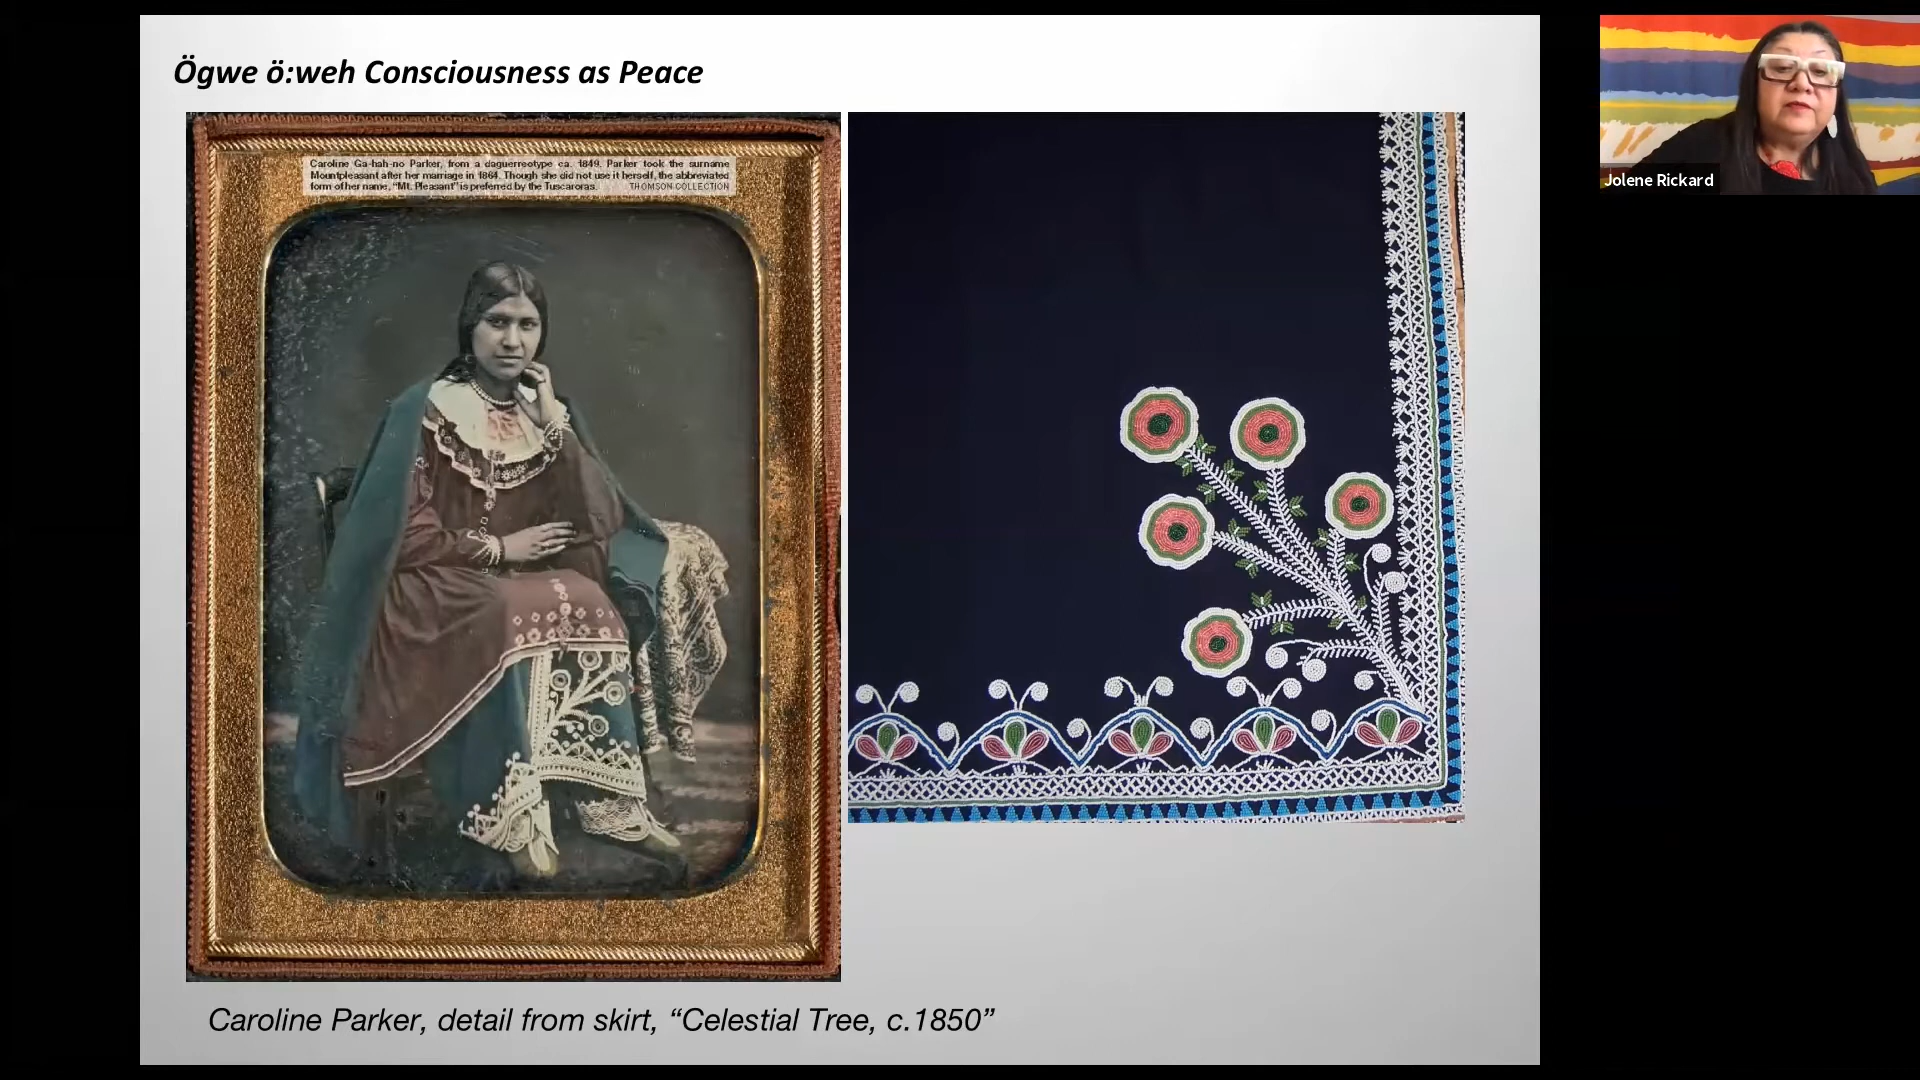 Ögwe ö:weh Consciousness as Peace
Caroline Ga-hah-no Parker, from a daguerreotype ca. 1849. Parker took the surname
Mountpleasant after her marriage in 1864. Though she did not use it herself, the abbreviated
form of her name, “Mt. Pleasant” is preferred by the Tuscaroras. THOMSON COLLECTION
Caroline Parker, detail from skirt, “Celestial Tree, c.1850”
Jolene Rickard